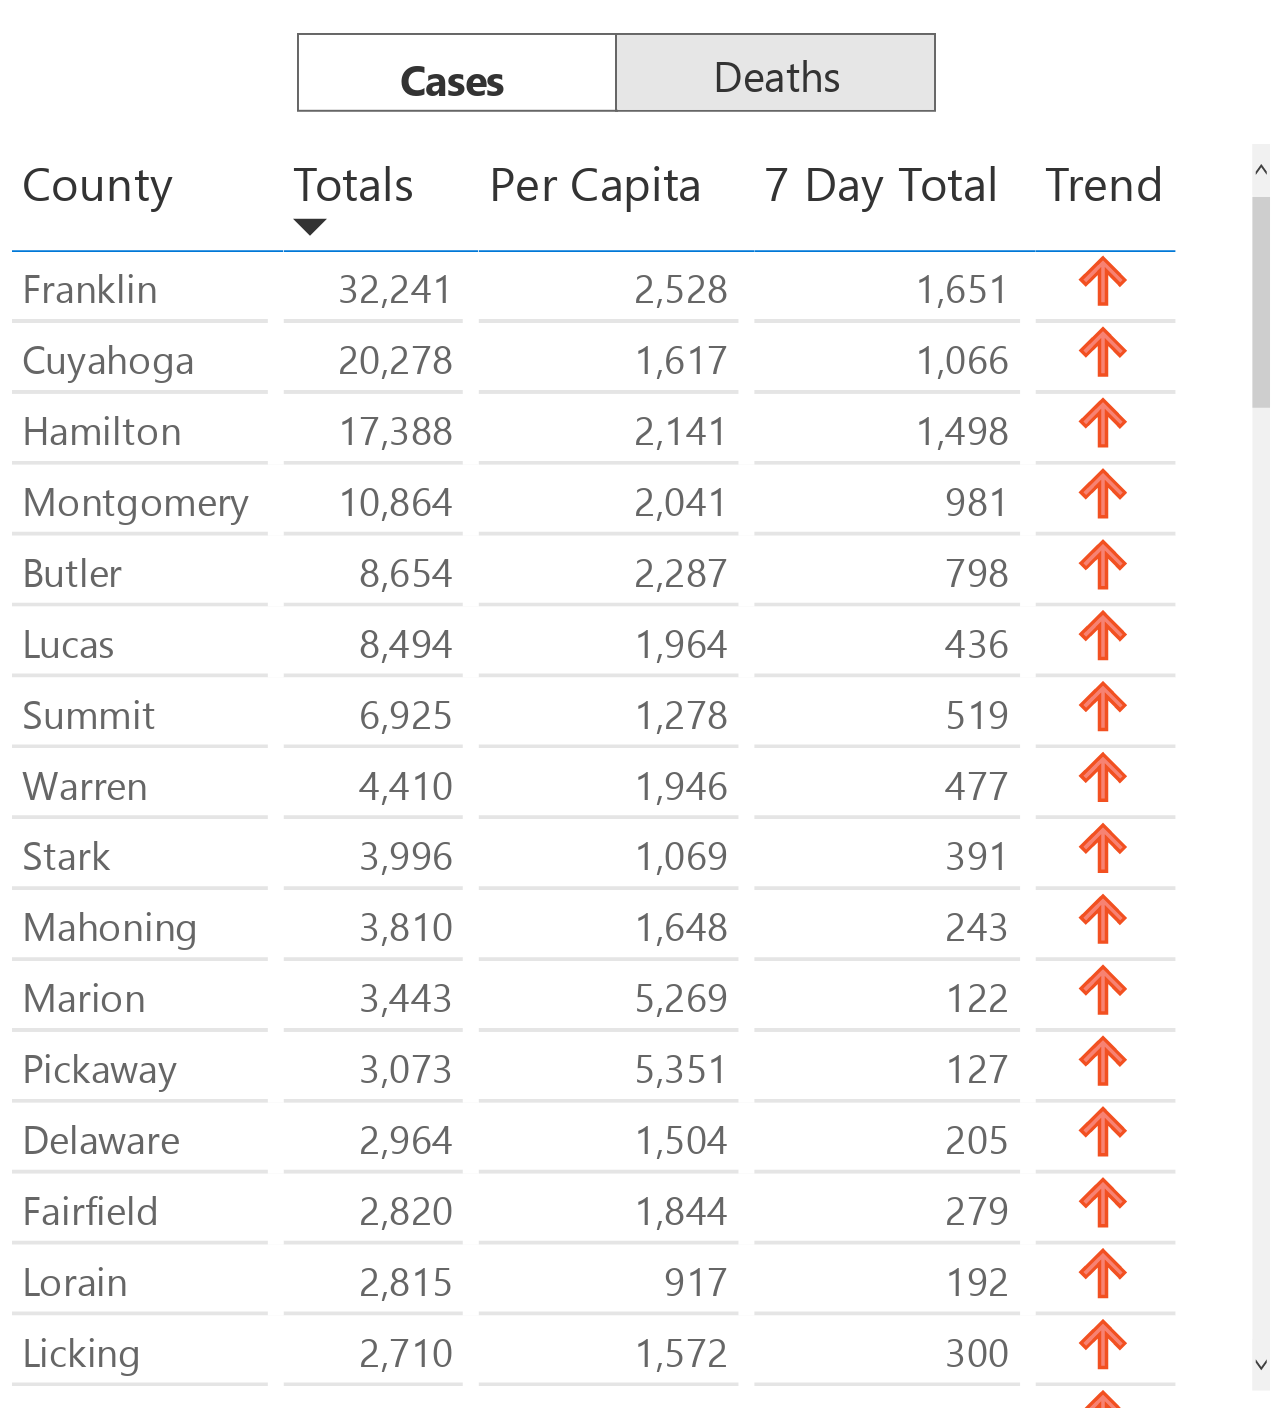 Cases Deaths
County Totals Per Capita 7 Day Total Trend
Franklin 32,241 2,528 1,651
Cuyahoga 20,278 1,617 1,066
Hamilton 17,388 2,141 1,498
Montgomery 10,864 2,041 981
Butler 8,654 2,287 798
Lucas 8,494 1,964 436
Summit 6,925 1,278 519
Warren 4,410 1,946 477
Stark 3,996 1,069 391
Mahoning 3,810 1,648 243
Marion 3,443 5,269 122
Pickaway 3,073 5,351 127
Delaware 2,964 1,504 205
Fairfield 2,820 1,844 279
Lorain 2,815 917 192
Licking 2,710 1,572 300